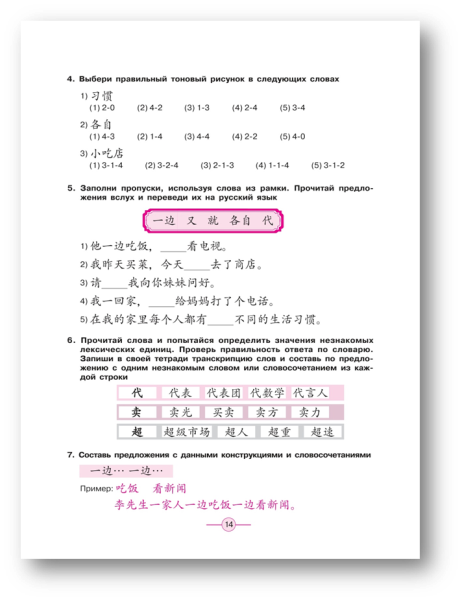 4. Выбери правильный тоновый рисунок в следующих словах
1) 习惯
(1) 2-0 (2) 4-2 (3) 1-3 (4) 2-4 (5) 3-4
2) 各自
(1) 4-3 (2) 1-4 (3) 4-4 (4) 2-2 (5) 4-0
3) 小吃店
(1) 3-1-4 (2) 3-2-4 (3) 2-1-3 (4) 1-1-4 (5) 3-1-2
5. Заполни пропуски, используя слова из рамки. Прочитай предло-
жения вслух и переведи их на русский язык
一边 又 就 各自 代
1) 他一边吃饭，_____看电视。
2) 我昨天买菜，今天_____去了商店。
3) 请_____我向你妹妹问好。
4) 我一回家，_____给妈妈打了个电话。
5) 在我的家里每个人都有_____不同的生活习惯。
6. Прочитай слова и попытайся определить значения незнакомых
лексических единиц. Проверь правильность ответа по словарю.
Запиши в своей тетради транскрипцию слов и составь по предло-
жению с одним незнакомым словом или словосочетанием из каж-
дой строки
代 代表 代表团 代数学 代言人
卖 卖光 买卖 卖方 卖力
超 超级市场 超人 超重 超速
7. Составь предложения с данными конструкциями и словосочетаниями
一边… 一边…
Пример: 吃饭 看新闻
李先生一家人一边吃饭一边看新闻。
14